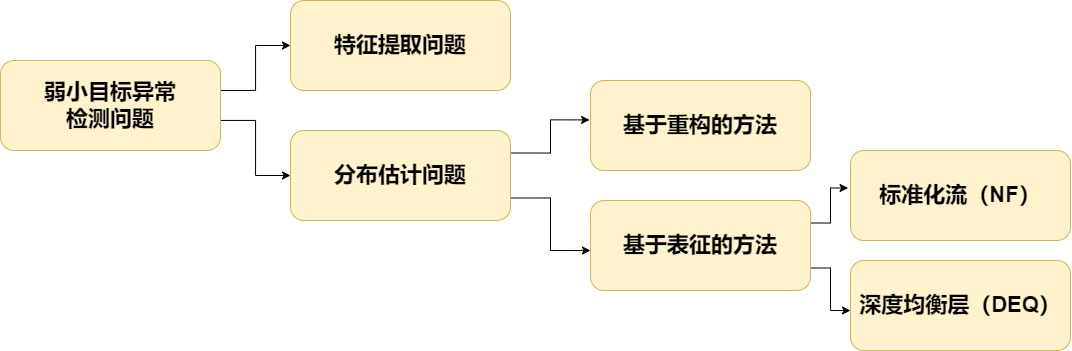 弱小目标异常
检测问题
特征提取问题
分布估计问题
基于重构的方法
基于表征的方法
标准化流（NF）
深度均衡层（DEQ）